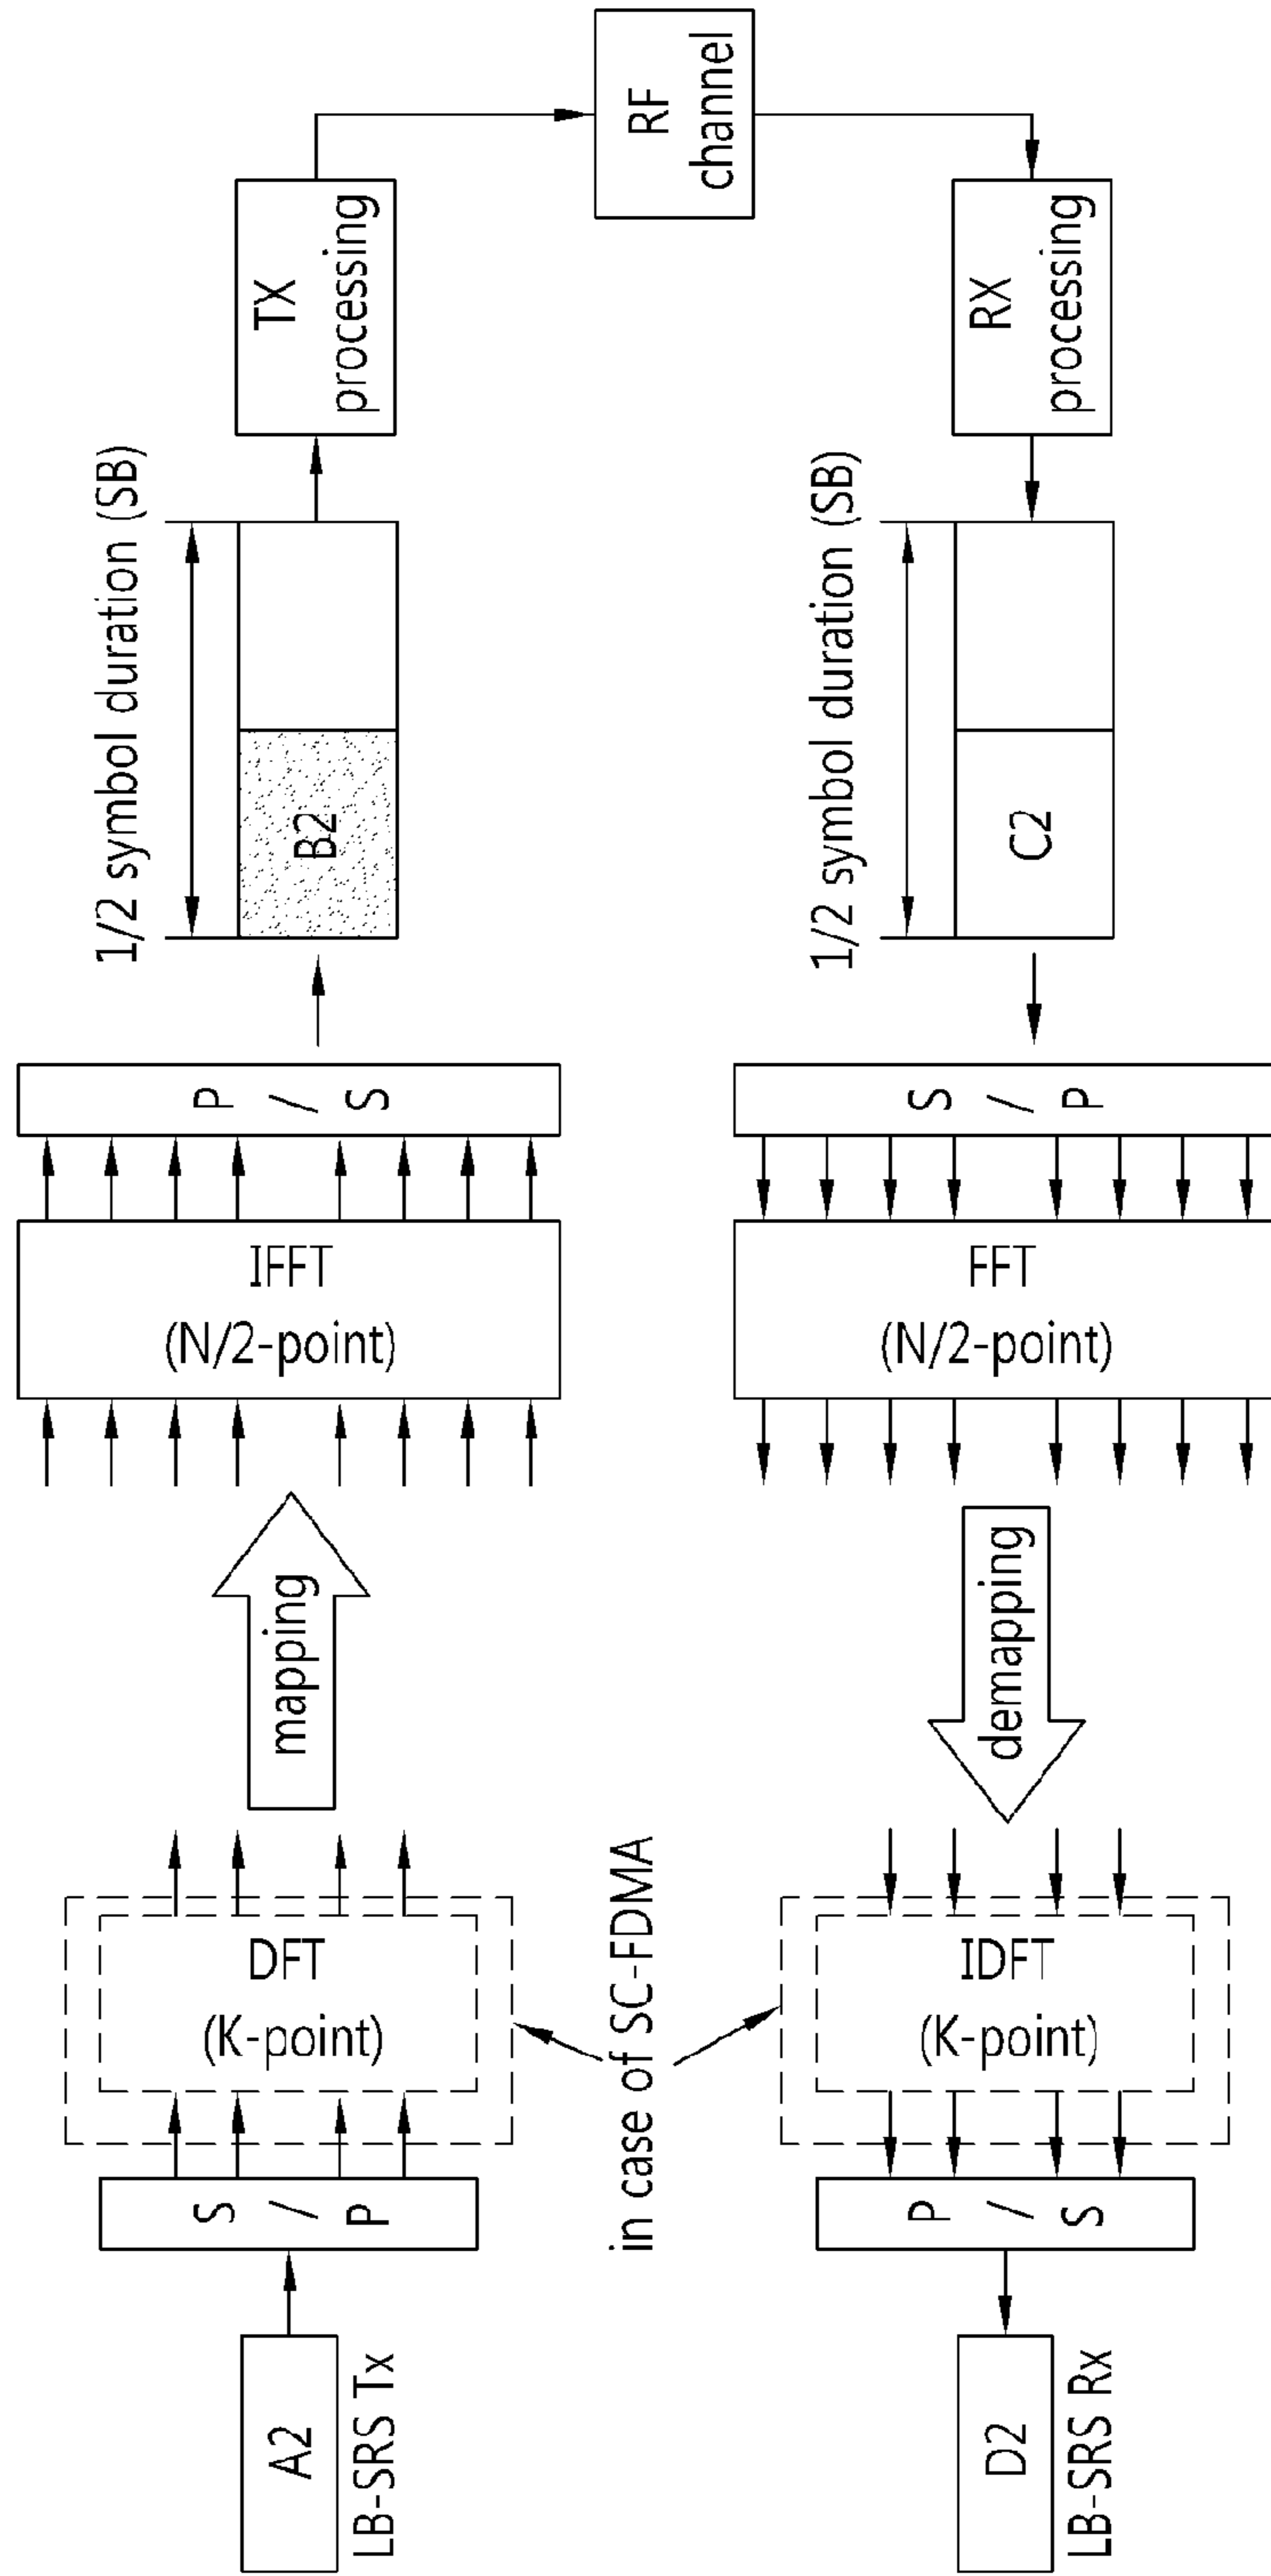 A2
LB-SRS Tx
S / P
DFT
(K-point)
mapping
IFFT
(N/2-point)
P / S
1/2 symbol duration (SB)
B2
TX
processing
RF
channel
in case of SC-FDMA
D2
LB-SRS Rx
P / S
IDFT
(K-point)
demapping
FFT
(N/2-point)
S / P
1/2 symbol duration (SB)
C2
RX
processing